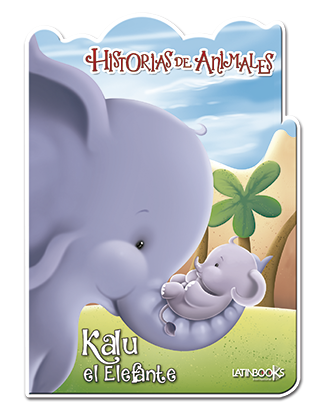 Historias de Animales
Kalu
el Elefante
LATINBOOKS